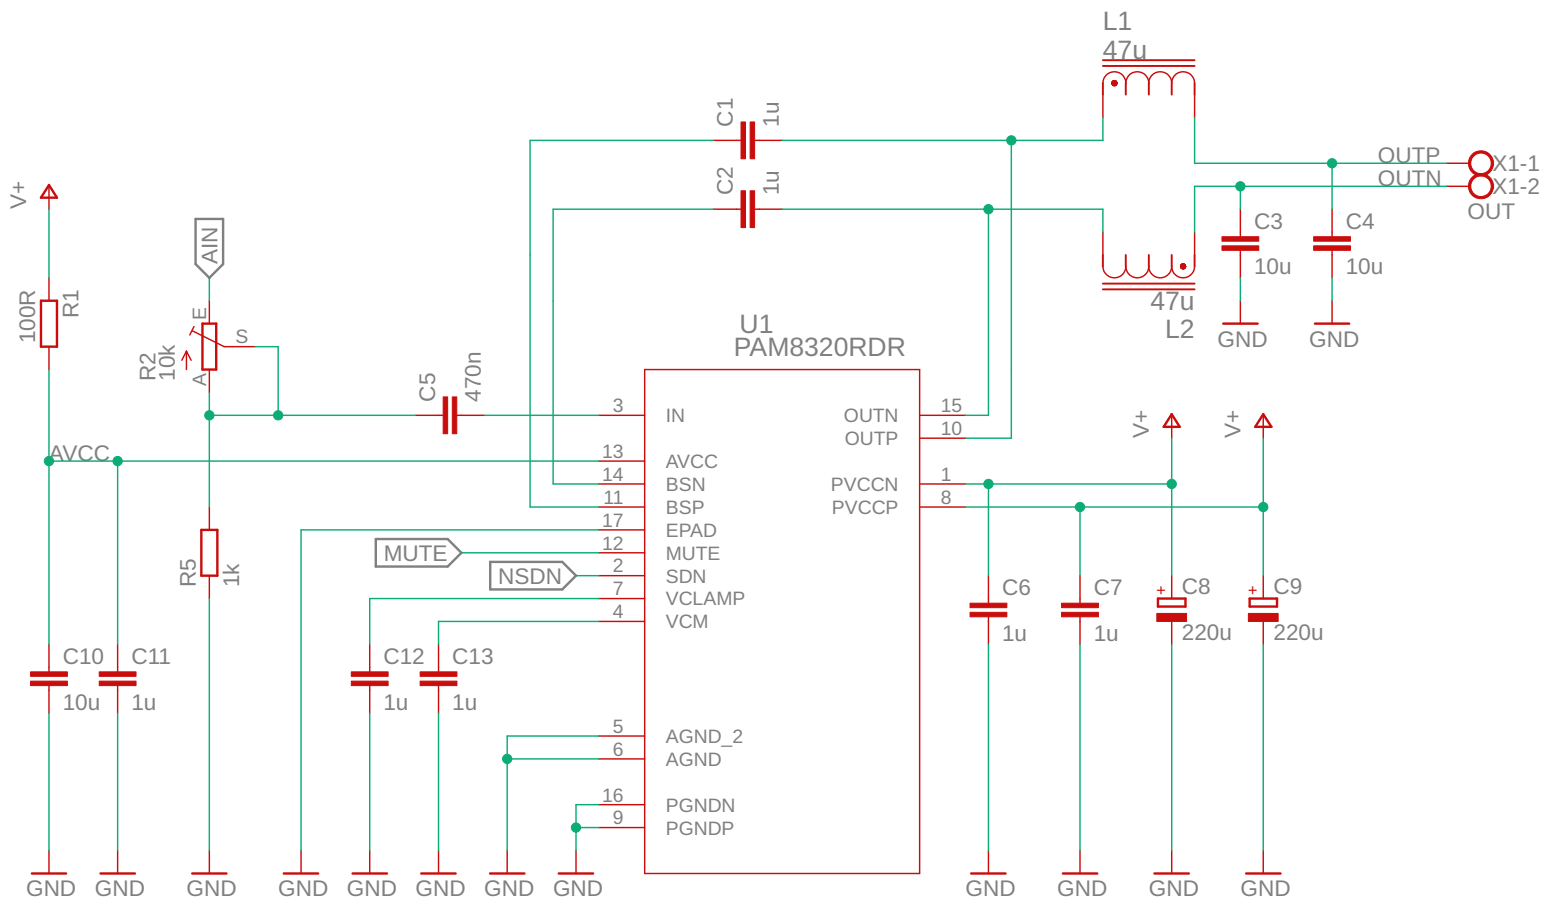 L1
47u
C1
1u
C2
1u
OUTP
X1-1
OUTN
X1-2
OUT
C3
10u
C4
10u
GND
GND
47u
L2
V+
100R
R1
AIN
E
S
R2
10k
A
C5
470n
U1
PAM8320RDR
3
IN
AVCC
13
AVCC
14
BSN
11
BSP
17
EPAD
MUTE
12
MUTE
NSDN
2
SDN
7
VCLAMP
4
VCM
5
AGND_2
6
AGND
16
PGNDN
9
PGNDP
OUTN
15
OUTP
10
PVCCN
1
PVCCP
8
V+
V+
R5
1k
C10
10u
C11
1u
C12
1u
C13
1u
C6
1u
C7
1u
+
C8
220u
+
C9
220u
GND
GND
GND
GND
GND
GND
GND
GND
GND
GND
GND
GND